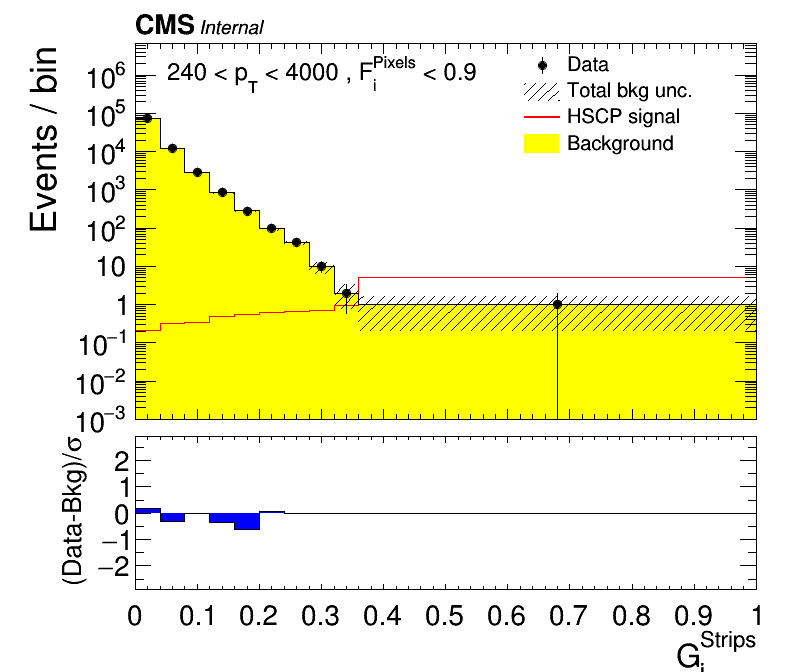 CMS Internal
240 < p_T < 4000 , F_i^Pixels < 0.9
Data
Total bkg unc.
HSCP signal
Background
Events / bin
10^6
10^5
10^4
10^3
10^2
10
1
10^−1
10^−2
10^−3
(Data-Bkg)/σ
2
1
0
−1
−2
0 0.1 0.2 0.3 0.4 0.5 0.6 0.7 0.8 0.9 1
G_i^Strips